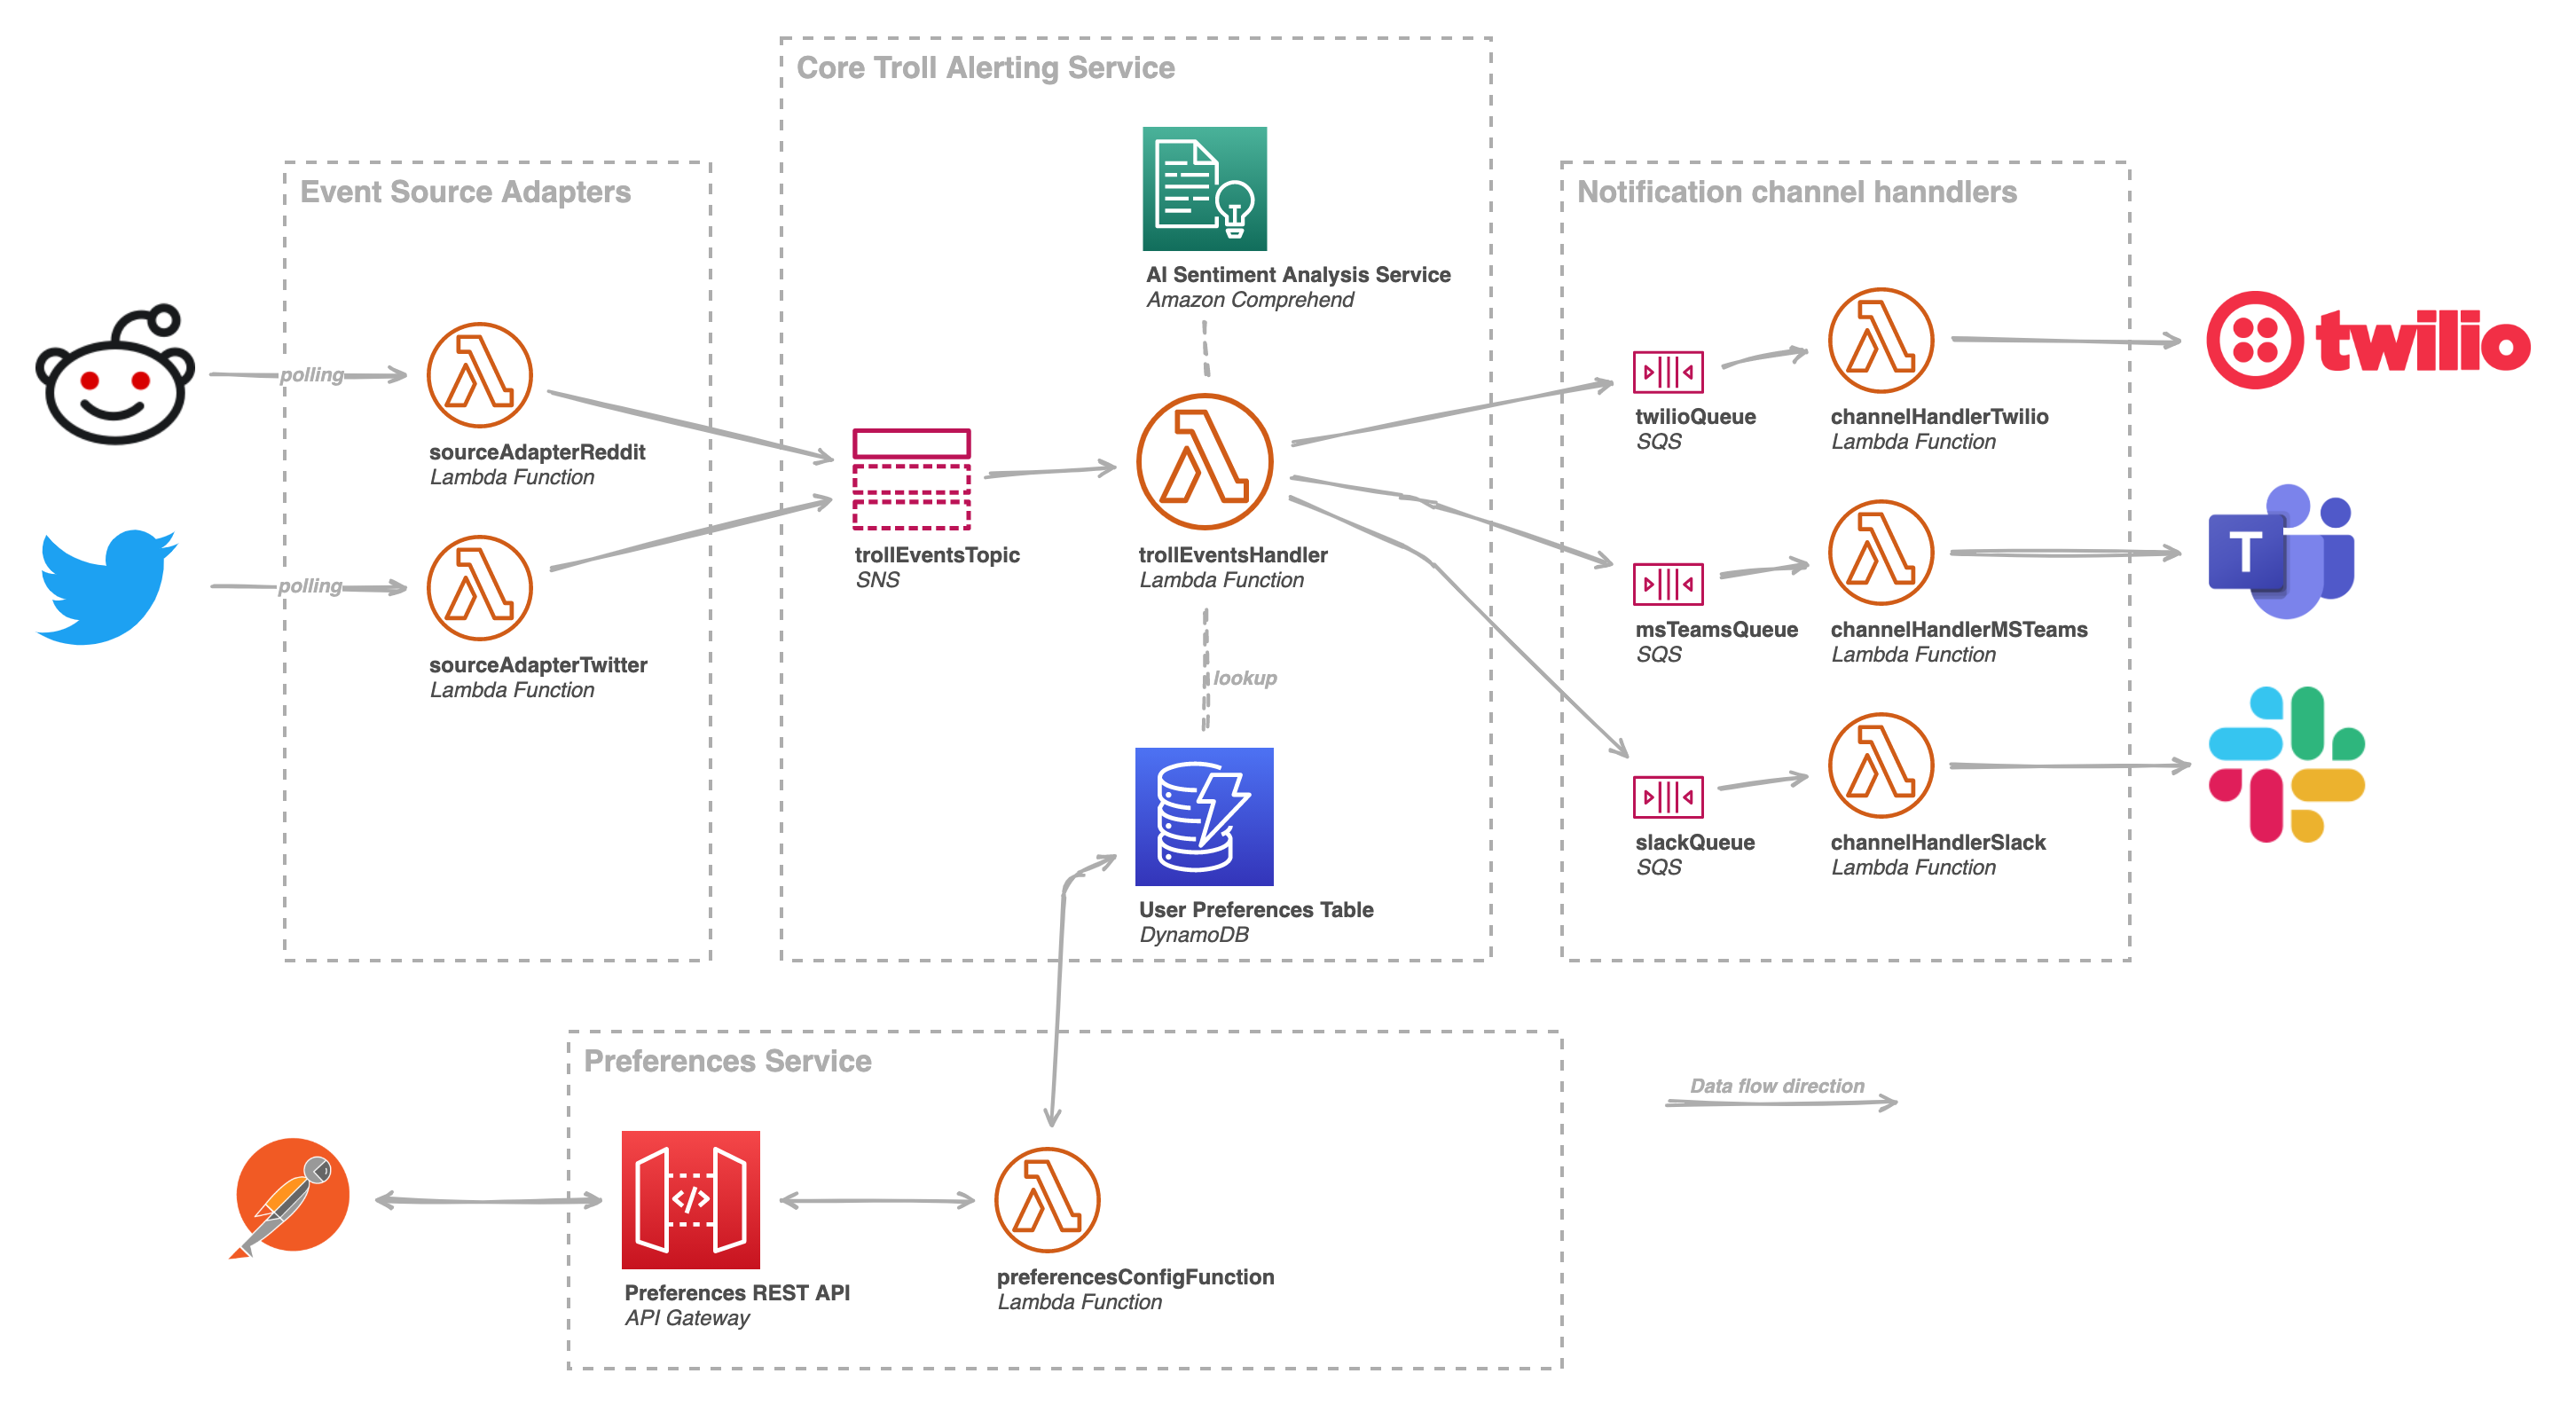 Core Troll Alerting Service
Event Source Adapters
Notification channel hanndlers
AI Sentiment Analysis Service
Amazon Comprehend
polling
sourceAdapterReddit
Lambda Function
polling
sourceAdapterTwitter
Lambda Function
trollEventsTopic
SNS
trollEventsHandler
Lambda Function
lookup
User Preferences Table
DynamoDB
twilioQueue
SQS
channelHandlerTwilio
Lambda Function
twilio
msTeamsQueue
SQS
channelHandlerMSTeams
Lambda Function
T
slackQueue
SQS
channelHandlerSlack
Lambda Function
Preferences Service
Data flow direction
</>
Preferences REST API
API Gateway
preferencesConfigFunction
Lambda Function